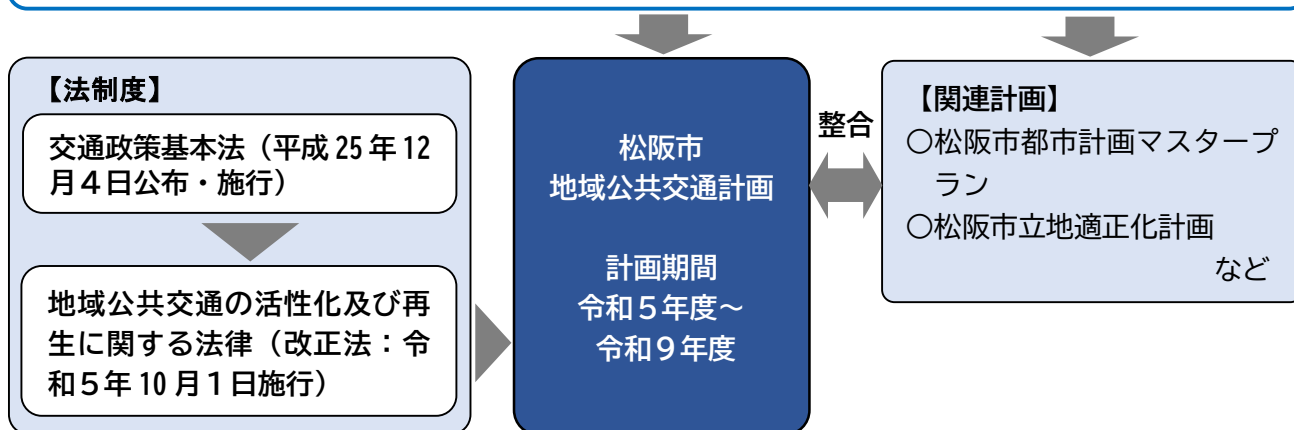 【法制度】
交通政策基本法（平成 25 年 12
月４日公布・施行）
地域公共交通の活性化及び再
生に関する法律（改正法：令
和５年 10 月１日施行）
松阪市
地域公共交通計画
計画期間
令和５年度～
令和９年度
整合
【関連計画】
○松阪市都市計画マスタープ
ラン
○松阪市立地適正化計画
など